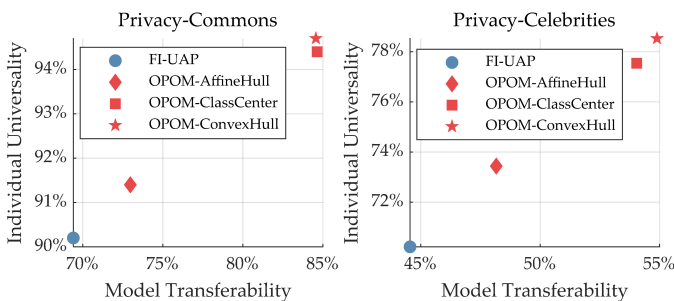 Privacy-Commons
Individual Universality
94%
93%
92%
91%
90%
FI-UAP
OPOM-AffineHull
OPOM-ClassCenter
OPOM-ConvexHull
70%
75%
80%
85%
Model Transferability
Privacy-Celebrities
Individual Universality
78%
76%
74%
72%
FI-UAP
OPOM-AffineHull
OPOM-ClassCenter
OPOM-ConvexHull
45%
50%
55%
Model Transferability